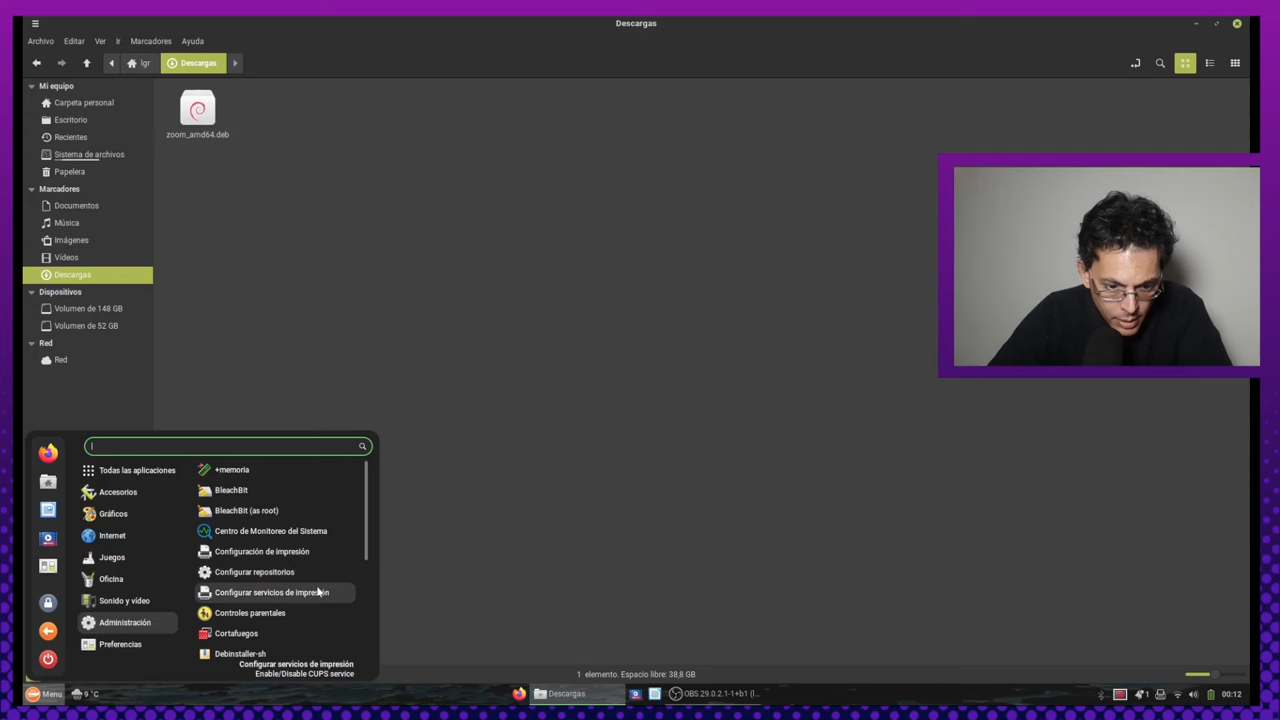 Descargas
Archivo Editar Ver Ir Marcadores Ayuda
lgr Descargas
Mi equipo
Carpeta personal
Escritorio
Recientes
Sistema de archivos
Papelera
Marcadores
Documentos
Música
Imágenes
Vídeos
Descargas
Dispositivos
Volumen de 148 GB
Volumen de 52 GB
Red
Red
zoom_amd64.deb
Todas las aplicaciones
Accesorios
Gráficos
Internet
Juegos
Oficina
Sonido y vídeo
Administración
Preferencias
+memoria
BleachBit
BleachBit (as root)
Centro de Monitoreo del Sistema
Configuración de impresión
Configurar repositorios
Configurar servicios de impresión
Controles parentales
Cortafuegos
Debinstaller-sh
Configurar servicios de impresión
Enable/Disable CUPS service
1 elemento. Espacio libre: 38,8 GB
Menu 9 °C Descargas OBS 29.0.2.1-1+b1 (l... 1 00:12